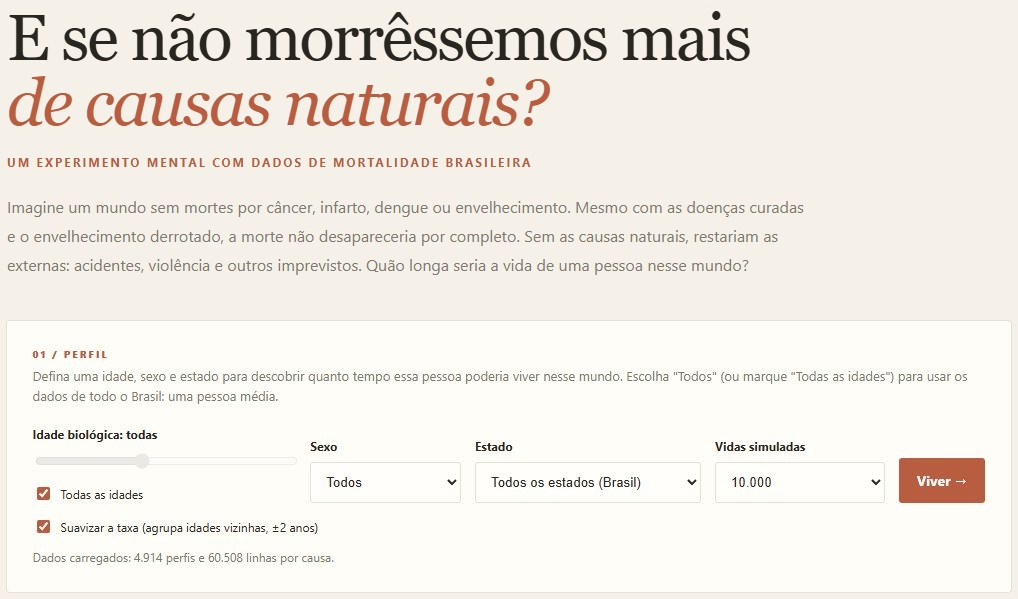 E se não morrêssemos mais
de causas naturais?
UM EXPERIMENTO MENTAL COM DADOS DE MORTALIDADE BRASILEIRA
Imagine um mundo sem mortes por câncer, infarto, dengue ou envelhecimento. Mesmo com as doenças curadas
e o envelhecimento derrotado, a morte não desapareceria por completo. Sem as causas naturais, restariam as
externas: acidentes, violência e outros imprevistos. Quão longa seria a vida de uma pessoa nesse mundo?
01 / PERFIL
Defina uma idade, sexo e estado para descobrir quanto tempo essa pessoa poderia viver nesse mundo. Escolha "Todos" (ou marque "Todas as idades") para usar os
dados de todo o Brasil: uma pessoa média.
Idade biológica: todas
Todas as idades
Suavizar a taxa (agrupa idades vizinhas, ±2 anos)
Sexo
Todos
Estado
Todos os estados (Brasil)
Vidas simuladas
10.000
Viver →
Dados carregados: 4.914 perfis e 60.508 linhas por causa.